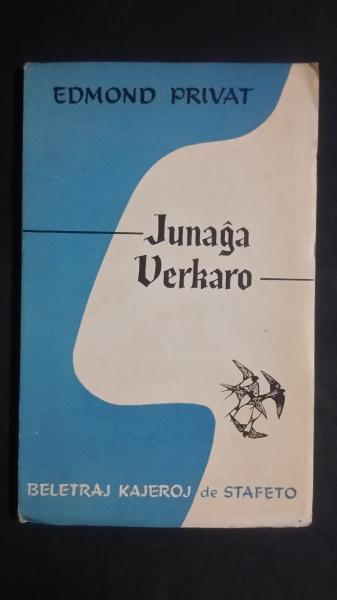 EDMOND PRIVAT
Junaĝa
Verkaro
BELETRAJ KAJEROJ de STAFETO